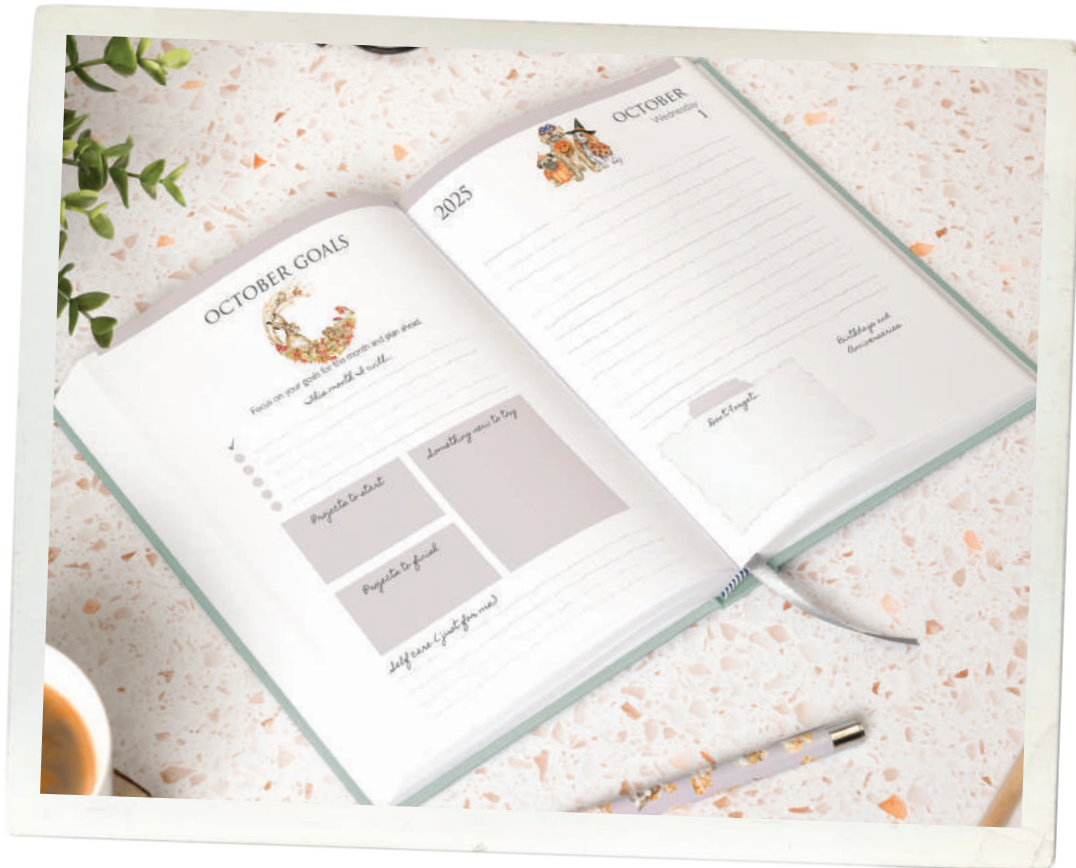 OCTOBER GOALS
Focus on your goals for this month and plan ahead.
This month I will...
Projects to start
Something new to try
Projects to finish
Self care (just for me)
2025
OCTOBER
Wednesday
1
Birthdays and
Anniversaries
Don't forget...